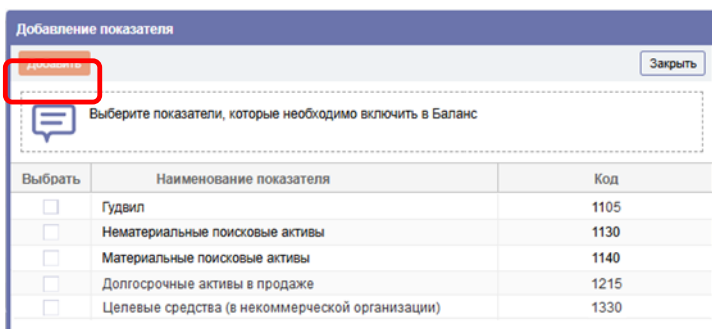 Добавление показателя
Добавить Закрыть
Выберите показатели, которые необходимо включить в Баланс
Выбрать Наименование показателя Код
Гудвил 1105
Нематериальные поисковые активы 1130
Материальные поисковые активы 1140
Долгосрочные активы в продаже 1215
Целевые средства (в некоммерческой организации) 1330